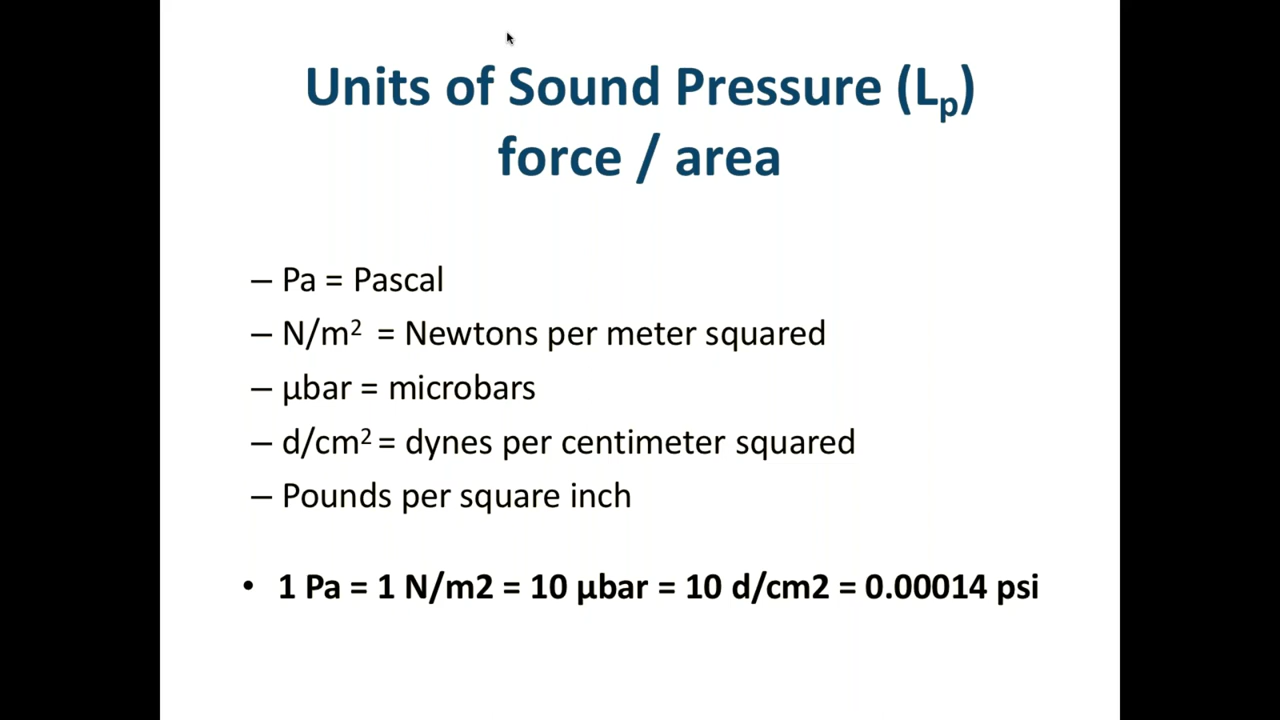 Units of Sound Pressure (Lp)
force / area
– Pa = Pascal
– N/m² = Newtons per meter squared
– µbar = microbars
– d/cm² = dynes per centimeter squared
– Pounds per square inch
• 1 Pa = 1 N/m2 = 10 µbar = 10 d/cm2 = 0.00014 psi